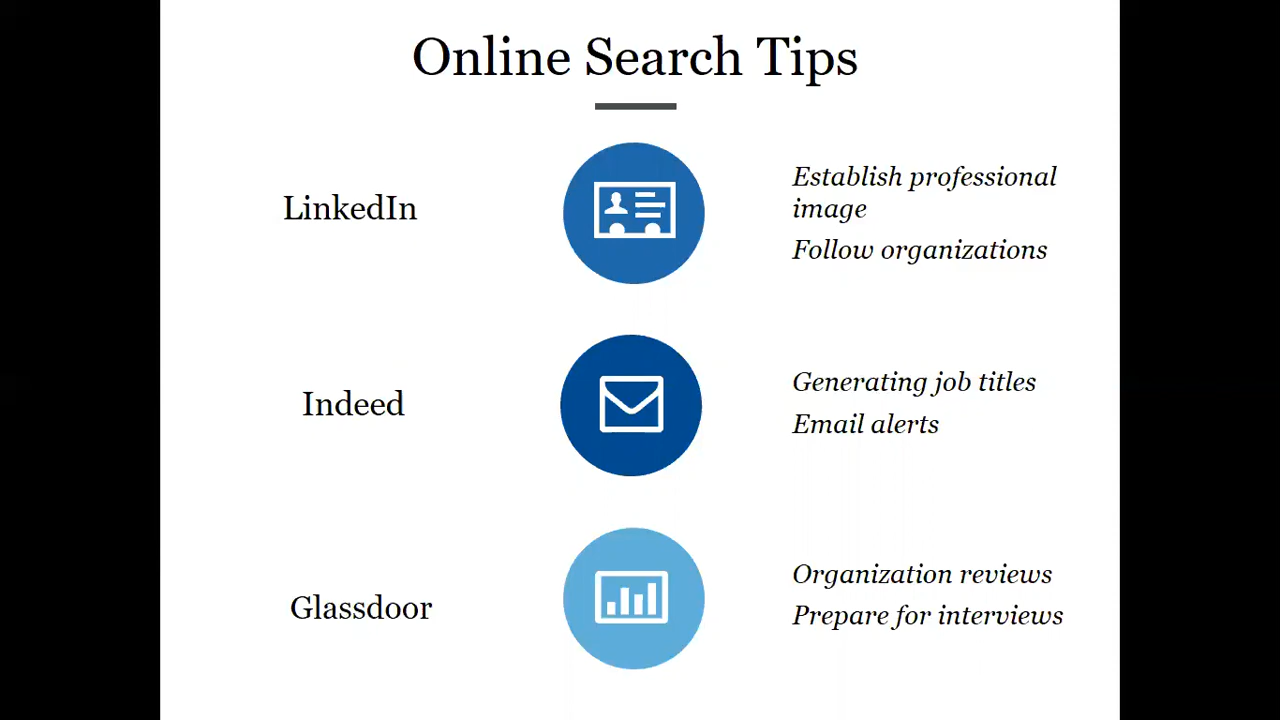 Online Search Tips
LinkedIn
Establish professional
image
Follow organizations
Indeed
Generating job titles
Email alerts
Glassdoor
Organization reviews
Prepare for interviews